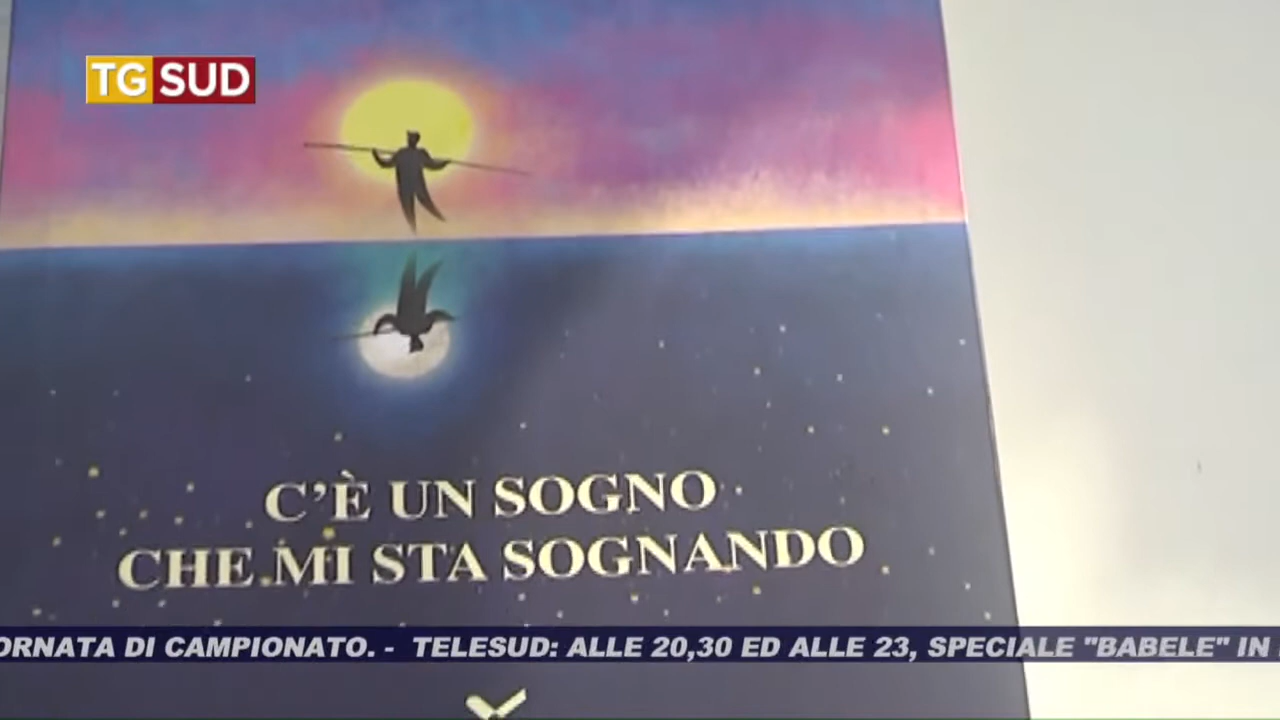 TG SUD
C'È UN SOGNO
CHE MI STA SOGNANDO
ORNATA DI CAMPIONATO. - TELESUD: ALLE 20,30 ED ALLE 23, SPECIALE "BABELE" IN